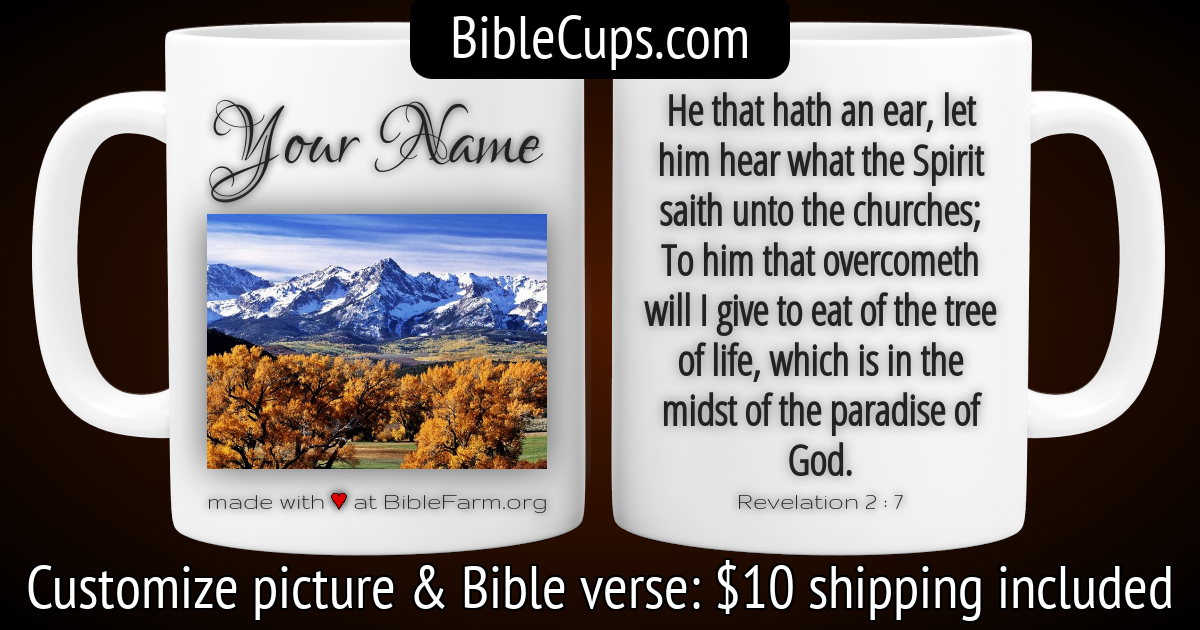 BibleCups.com
Your Name
made with ♥ at BibleFarm.org
He that hath an ear, let
him hear what the Spirit
saith unto the churches;
To him that overcometh
will I give to eat of the tree
of life, which is in the
midst of the paradise of
God.
Revelation 2 : 7
Customize picture & Bible verse: $10 shipping included